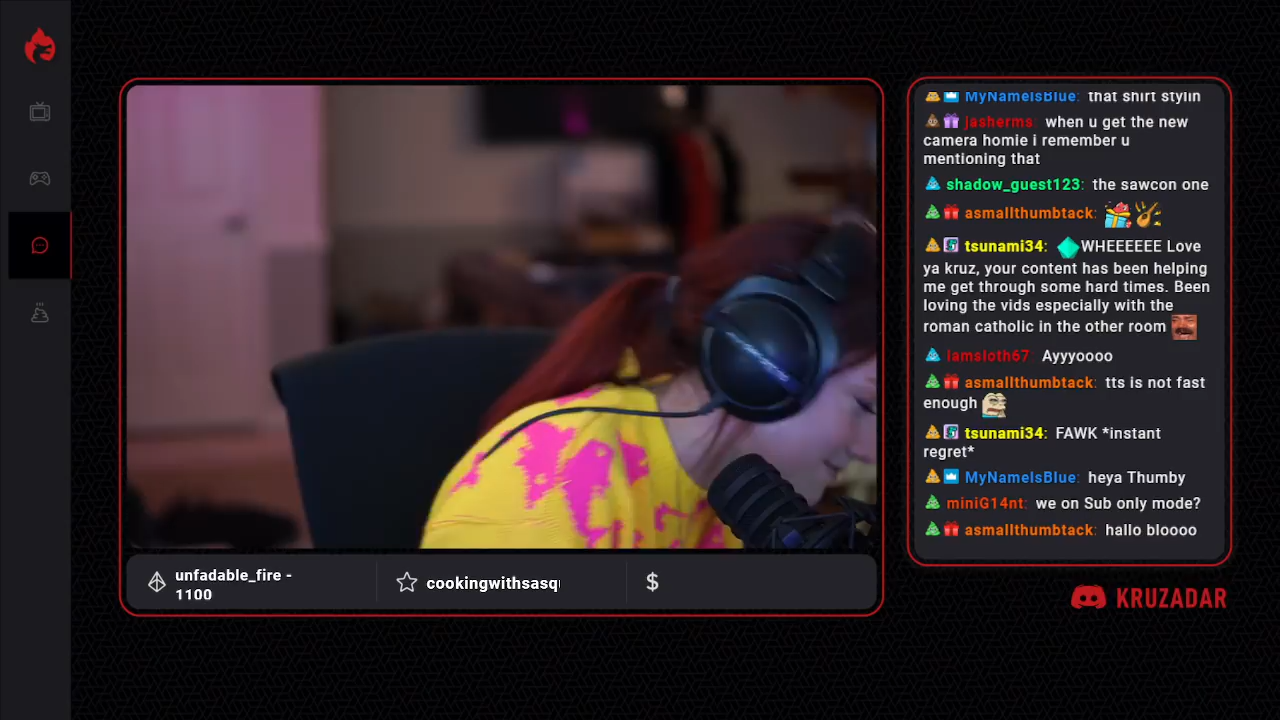 MyNameIsBlue: that shirt stylin
jasherms: when u get the new
camera homie i remember u
mentioning that
shadow_guest123: the sawcon one
asmallthumbtack:
tsunami34: WHEEEEEE Love
ya kruz, your content has been helping
me get through some hard times. Been
loving the vids especially with the
roman catholic in the other room
Iamsloth67: Ayyyoooo
asmallthumbtack: tts is not fast
enough
tsunami34: FAWK *instant
regret*
MyNameIsBlue: heya Thumby
miniG14nt: we on Sub only mode?
asmallthumbtack: hallo bloooo
unfadable_fire -
1100
cookingwithsasq
$
KRUZADAR